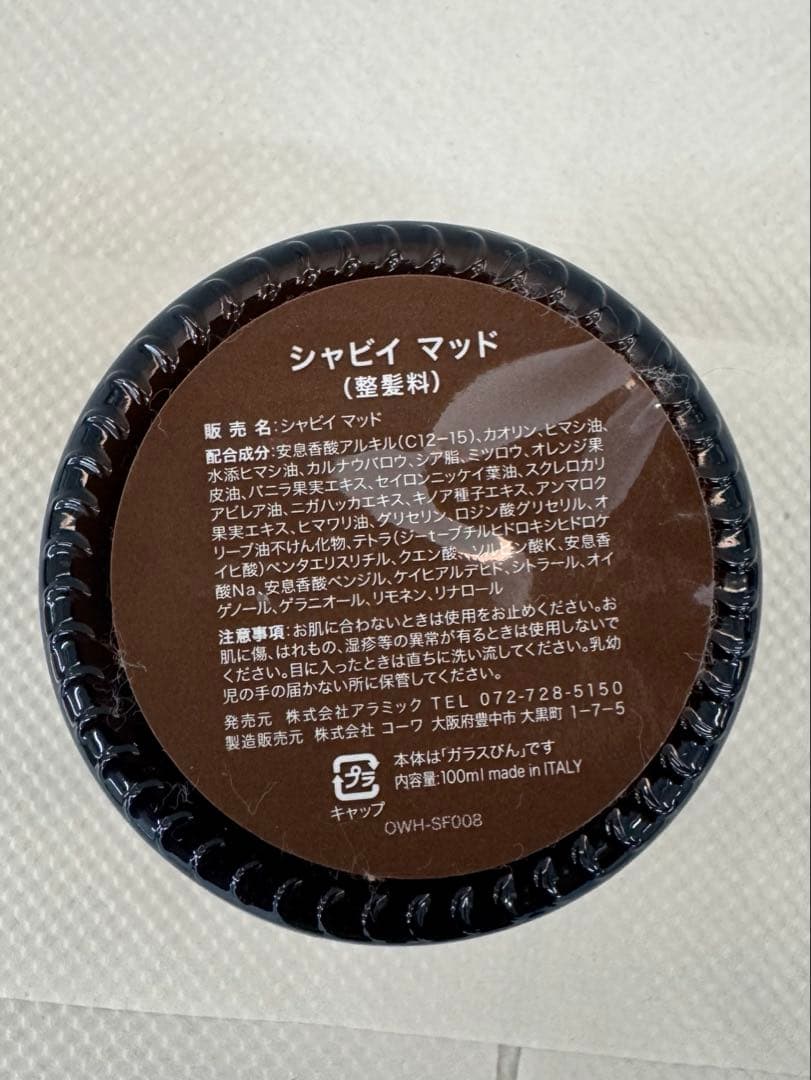 シャビイ マッド
(整髪料)
販 売 名:シャビイ マッド
配合成分:安息香酸アルキル(C12-15)、カオリン、ヒマシ油、
水添ヒマシ油、カルナウバロウ、シア脂、ミツロウ、オレンジ果
皮油、バニラ果実エキス、セイロンニッケイ葉油、スクレロカリ
アビレア油、ニガハッカエキス、キノア種子エキス、アンマロク
果実エキス、ヒマワリ油、グリセリン、ロジン酸グリセリル、オ
リーブ油不けん化物、テトラ(ジ-t-ブチルヒドロキシヒドロケ
イヒ酸)ペンタエリスリチル、クエン酸、ソルビン酸K、安息香
酸Na、安息香酸ベンジル、ケイヒアルデヒド、シトラール、オイ
ゲノール、ゲラニオール、リモネン、リナロール
注意事項:お肌に合わないときは使用をお止めください。お
肌に傷、はれもの、湿疹等の異常が有るときは使用しないで
ください。目に入ったときは直ちに洗い流してください。乳幼
児の手の届かない所に保管してください。
発売元 株式会社アラミック TEL 072-728-5150
製造販売元 株式会社 コーワ 大阪府豊中市 大黒町 1-7-5
プラ
キャップ
本体は「ガラスびん」です
内容量:100ml made in ITALY
OWH-SF008